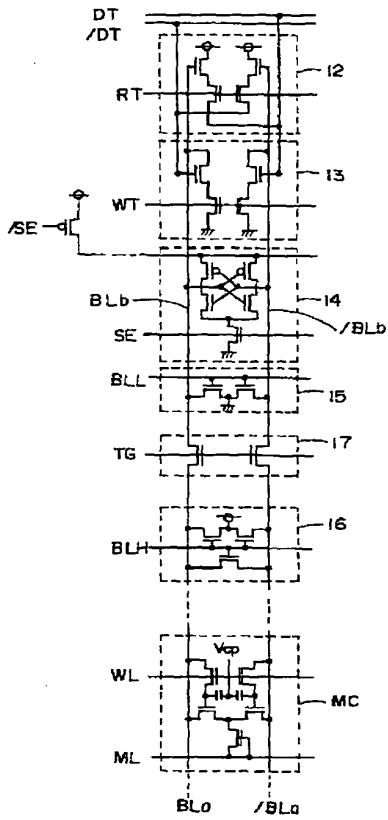 DT
/DT
12
RT
13
WT
/SE
BLb
14
/BLb
SE
BLL
15
17
TG
16
BLH
Vcp
WL
MC
ML
BLa
/BLa